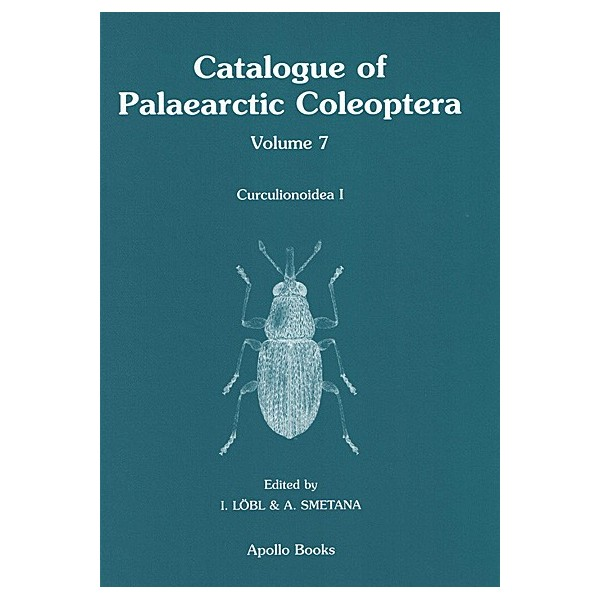 Catalogue of
Palaearctic Coleoptera
Volume 7
Curculionoidea I
Edited by
I. LÖBL & A. SMETANA
Apollo Books